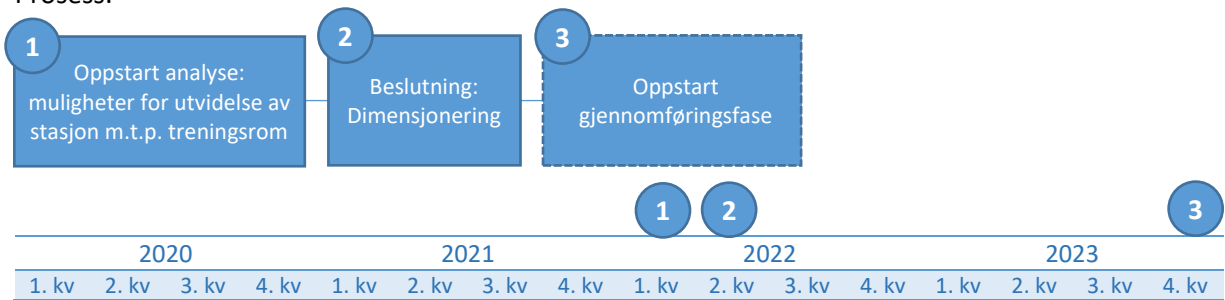 Prosess:
1
Oppstart analyse:
muligheter for utvidelse av
stasjon m.t.p. treningsrom
2
Beslutning:
Dimensjonering
3
Oppstart
gjennomføringsfase
1 2 3
2020 2021 2022 2023
1. kv 2. kv 3. kv 4. kv 1. kv 2. kv 3. kv 4. kv 1. kv 2. kv 3. kv 4. kv 1. kv 2. kv 3. kv 4. kv